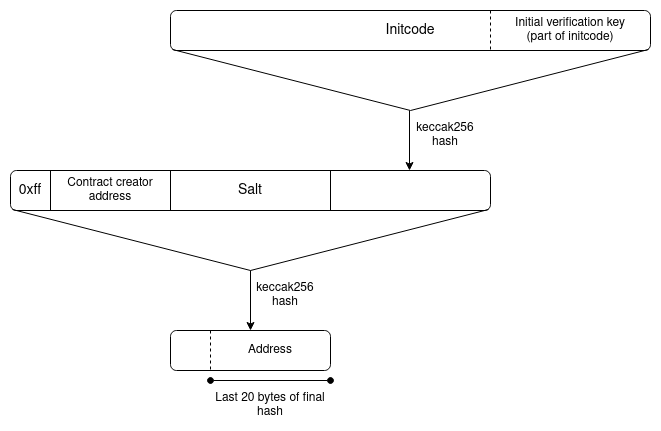 Initcode
Initial verification key
(part of initcode)
keccak256
hash
0xff
Contract creator
address
Salt
keccak256
hash
Address
Last 20 bytes of final
hash